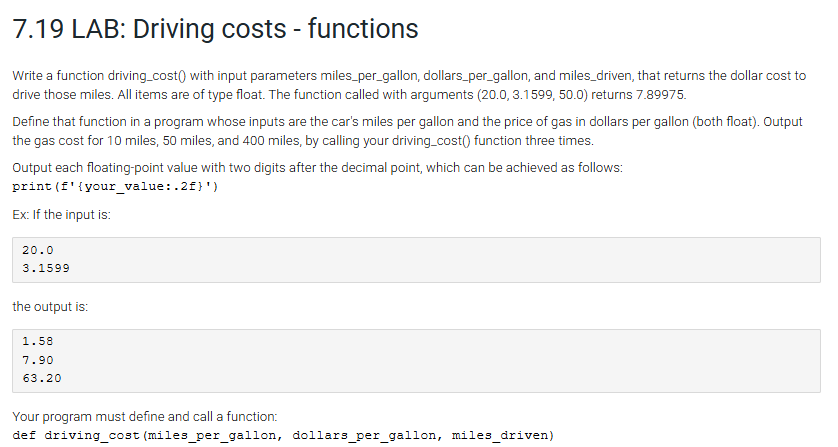 7.19 LAB: Driving costs - functions
Write a function driving_cost() with input parameters miles_per_gallon, dollars_per_gallon, and miles_driven, that returns the dollar cost to
drive those miles. All items are of type float. The function called with arguments (20.0, 3.1599, 50.0) returns 7.89975.
Define that function in a program whose inputs are the car's miles per gallon and the price of gas in dollars per gallon (both float). Output
the gas cost for 10 miles, 50 miles, and 400 miles, by calling your driving_cost() function three times.
Output each floating-point value with two digits after the decimal point, which can be achieved as follows:
print(f'{your_value:.2f}')
Ex: If the input is:
20.0
3.1599
the output is:
1.58
7.90
63.20
Your program must define and call a function:
def driving_cost(miles_per_gallon, dollars_per_gallon, miles_driven)